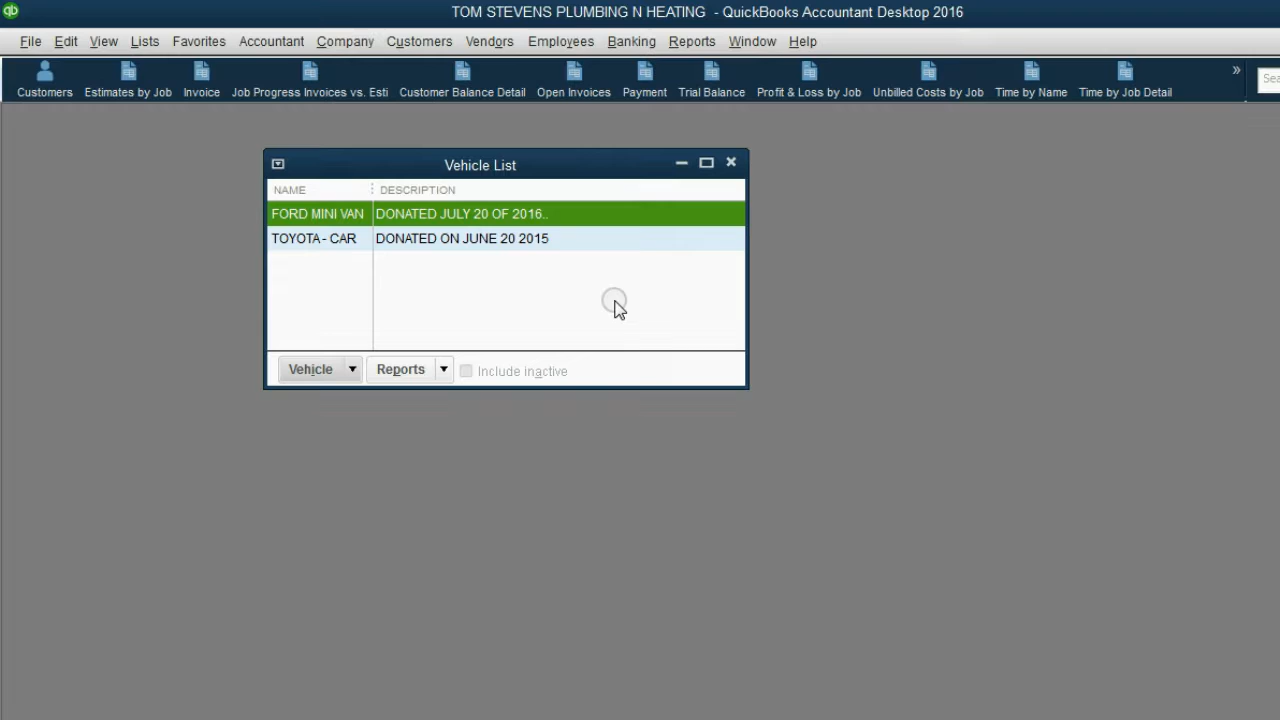 qb
TOM STEVENS PLUMBING N HEATING - QuickBooks Accountant Desktop 2016
File Edit View Lists Favorites Accountant Company Customers Vendors Employees Banking Reports Window Help
Customers Estimates by Job Invoice Job Progress Invoices vs. Esti Customer Balance Detail Open Invoices Payment Trial Balance Profit & Loss by Job Unbilled Costs by Job Time by Name Time by Job Detail » Sea
Vehicle List
NAME DESCRIPTION
FORD MINI VAN DONATED JULY 20 OF 2016..
TOYOTA - CAR DONATED ON JUNE 20 2015
Vehicle Reports Include inactive